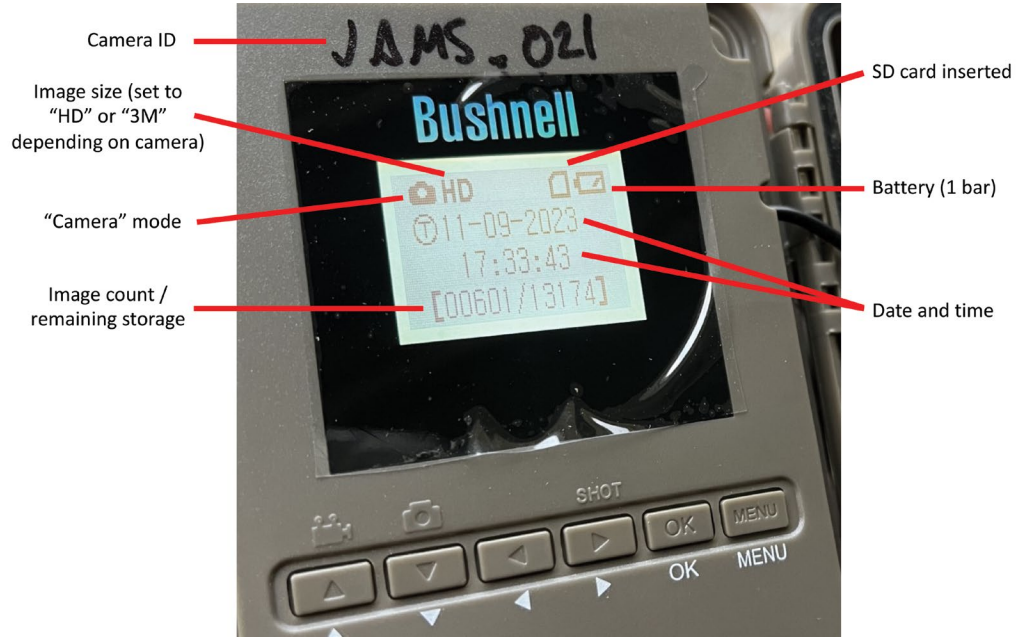 Camera ID
JAMS-021
Image size (set to
“HD” or “3M”
depending on camera)
SD card inserted
Bushnell
HD
Battery (1 bar)
“Camera” mode
T 11-09-2023
17:33:43
Image count /
remaining storage
[00601/13174]
Date and time
SHOT
OK
MENU
OK
MENU